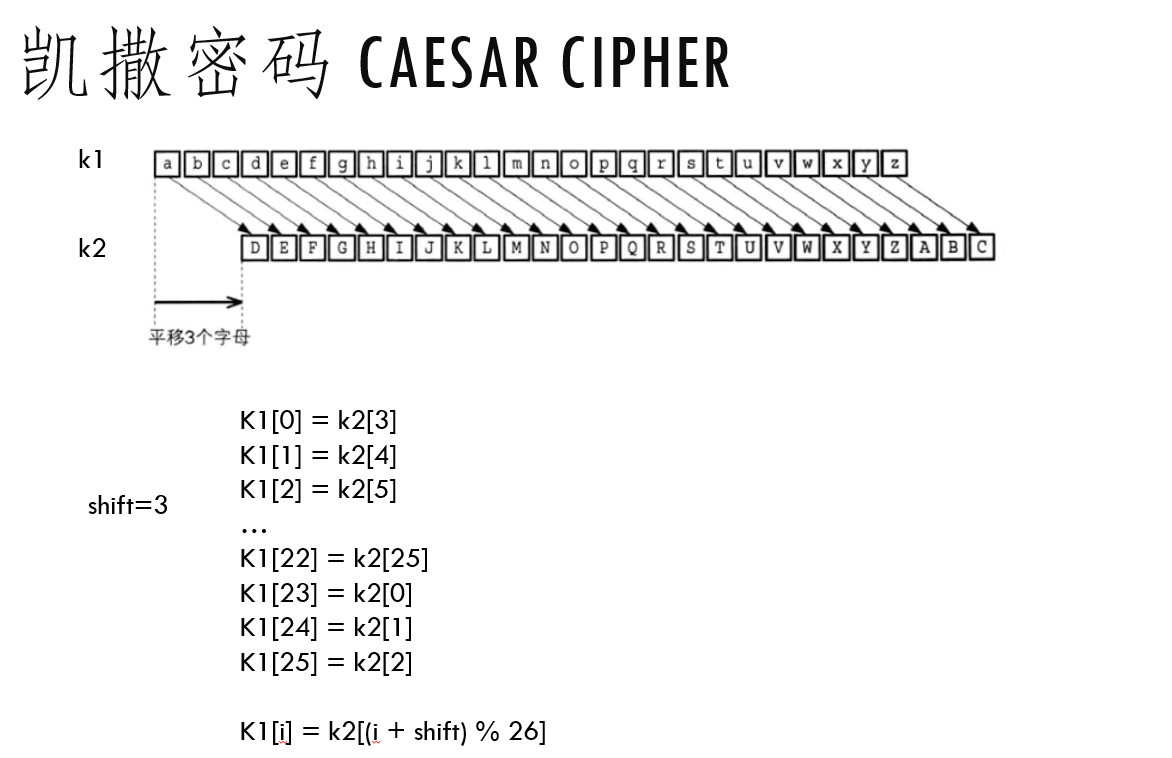 凯撒密码 CAESAR CIPHER
k1
a b c d e f g h i j k l m n o p q r s t u v w x y z
k2
D E F G H I J K L M N O P Q R S T U V W X Y Z A B C
平移3个字母
K1[0] = k2[3]
K1[1] = k2[4]
K1[2] = k2[5]
shift=3
...
K1[22] = k2[25]
K1[23] = k2[0]
K1[24] = k2[1]
K1[25] = k2[2]
K1[i] = k2[(i + shift) % 26]